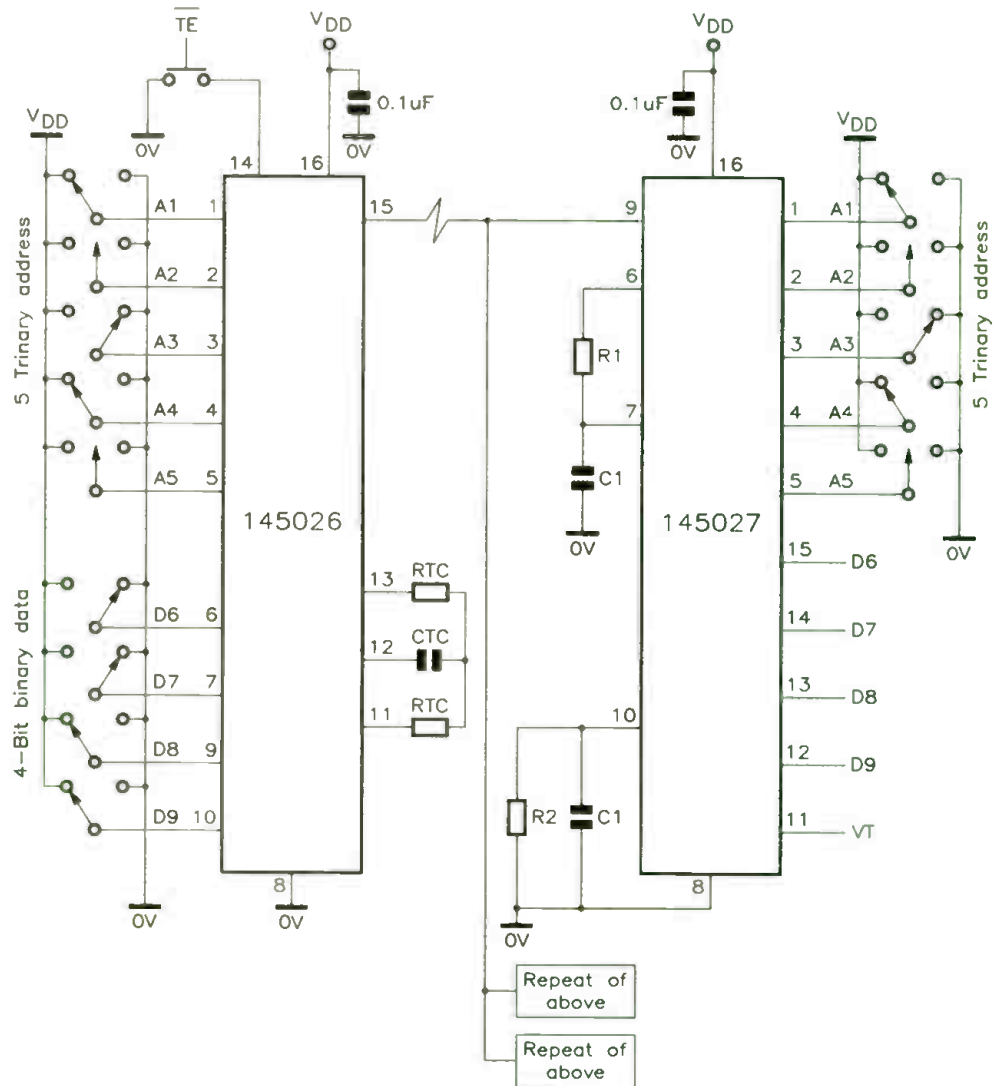 TE
VDD
VDD
0.1uF
0.1uF
VDD
VDD
0V
0V
0V
14
16
16
5 Trinary address
A1
1
15
9
1
A1
A2
2
6
2
A2
A3
3
R1
3
A3
A4
4
7
4
A4
A5
5
C1
5
A5
5 Trinary address
0V
0V
145026
145027
15
D6
4-Bit binary data
13
RTC
D6
6
14
D7
12
CTC
D7
7
13
D8
11
RTC
10
D8
9
12
D9
D9
10
R2
C1
11
VT
8
8
0V
0V
0V
Repeat of
above
Repeat of
above